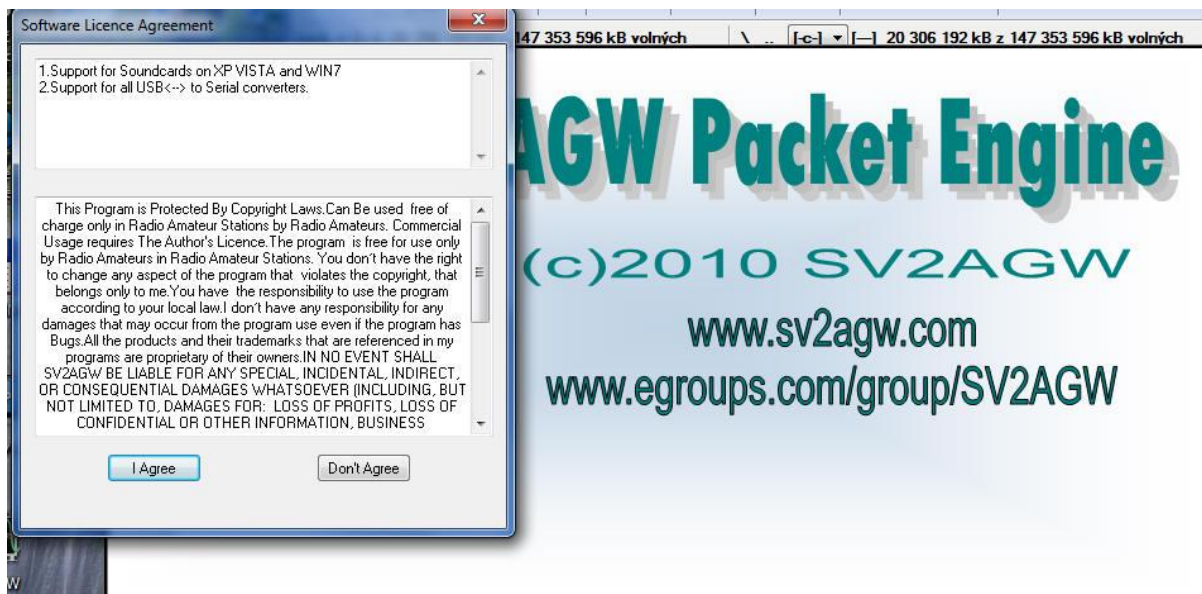 Software Licence Agreement
147 353 596 kB volných \ .. [-c-] [—] 20 306 192 kB z 147 353 596 kB volných
1.Support for Soundcards on XP VISTA and WIN7
2.Support for all USB<--> to Serial converters.
This Program is Protected By Copyright Laws.Can Be used free of
charge only in Radio Amateur Stations by Radio Amateurs. Commercial
Usage requires The Author's Licence.The program is free for use only
by Radio Amateurs in Radio Amateur Stations. You don't have the right
to change any aspect of the program that violates the copyright, that
belongs only to me.You have the responsibility to use the program
according to your local law.I don't have any responsibility for any
damages that may occur from the program use even if the program has
Bugs.All the products and their trademarks that are referenced in my
programs are proprietary of their owners.IN NO EVENT SHALL
SV2AGW BE LIABLE FOR ANY SPECIAL, INCIDENTAL, INDIRECT,
OR CONSEQUENTIAL DAMAGES WHATSOEVER (INCLUDING, BUT
NOT LIMITED TO, DAMAGES FOR: LOSS OF PROFITS, LOSS OF
CONFIDENTIAL OR OTHER INFORMATION, BUSINESS
I Agree
Don't Agree
AGW Packet Engine
(c)2010 SV2AGW
www.sv2agw.com
www.egroups.com/group/SV2AGW
W